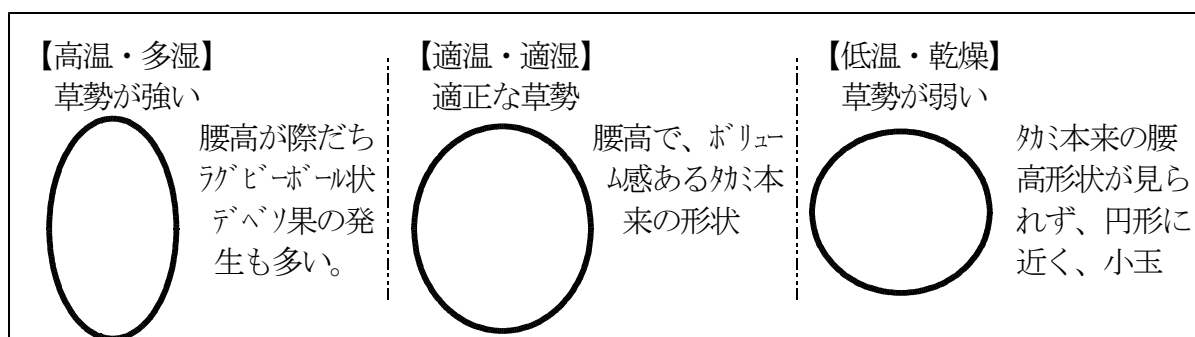 【高温・多湿】
草勢が強い
腰高が際だち
ﾗｸﾞﾋﾞｰﾎﾞｰﾙ状
ﾃﾞﾍﾞｿ果の発
生も多い。
【適温・適湿】
適正な草勢
腰高で、ﾎﾞﾘｭｰ
ﾑ感あるﾀｶﾐ本
来の形状
【低温・乾燥】
草勢が弱い
ﾀｶﾐ本来の腰
高形状が見ら
れず、円形に
近く、小玉